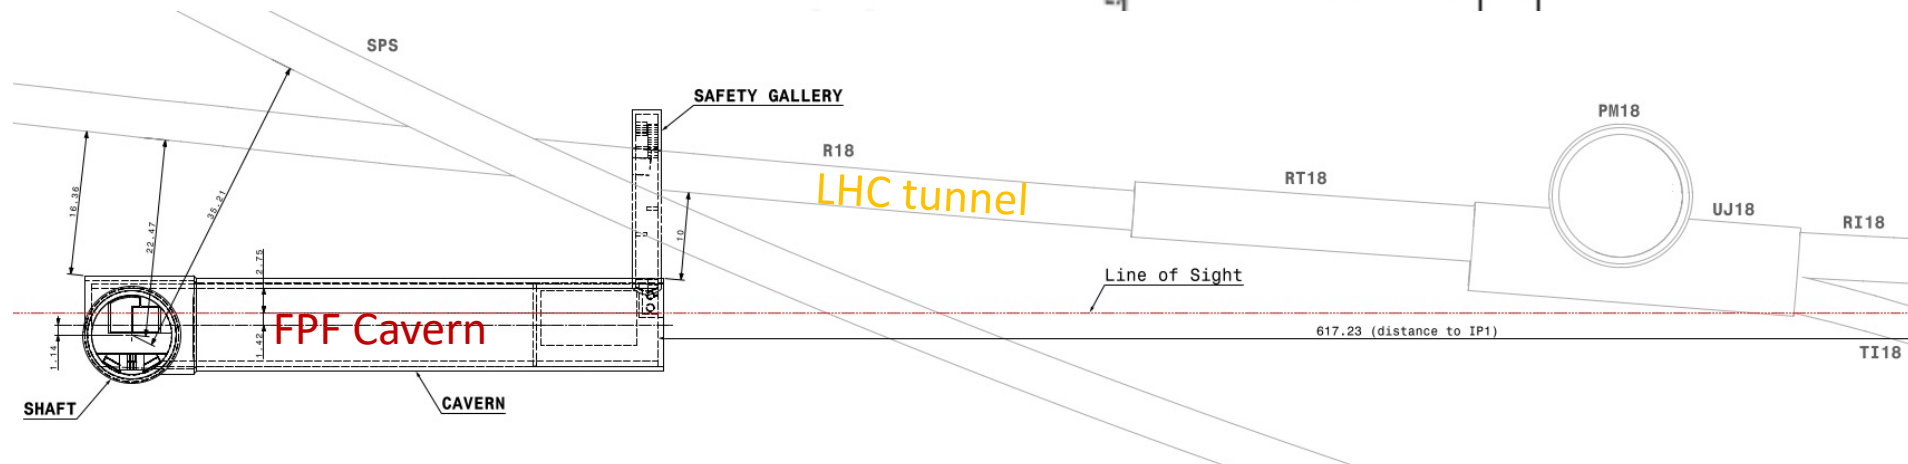 SPS
SAFETY GALLERY
PM18
R18
LHC tunnel
RT18
UJ18
RI18
16.36
22.47
35.21
10
2.75
Line of Sight
FPF Cavern
1.42
1.14
617.23 (distance to IP1)
TI18
SHAFT
CAVERN